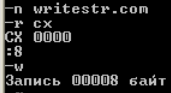 -n writestr.com
-r cx
CX 0000
:8
-w
Запись 00008 байт